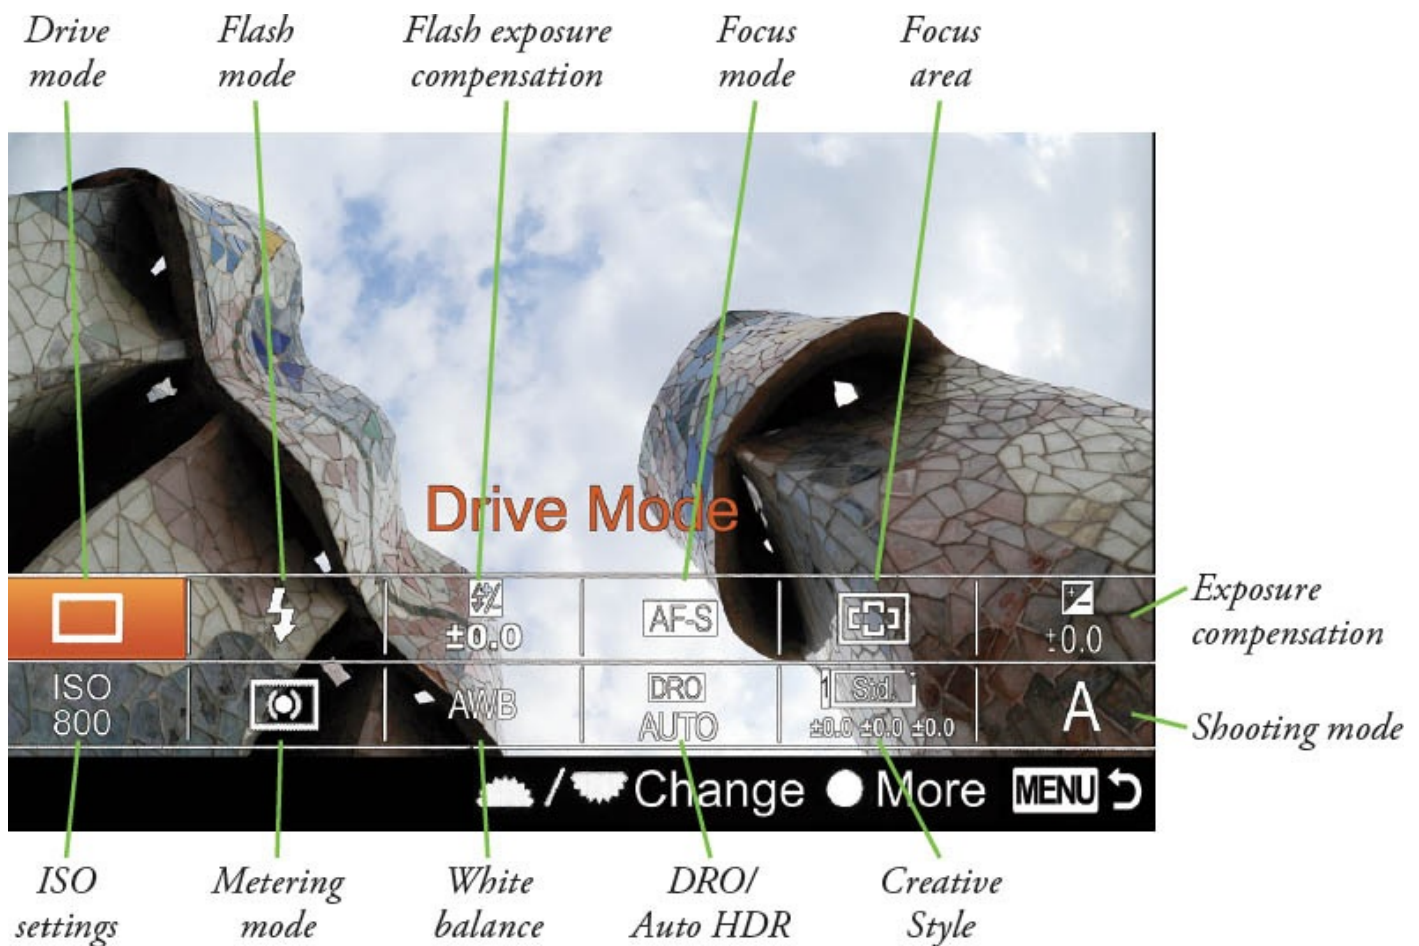 Drive mode
Flash mode
Flash exposure compensation
Focus mode
Focus area
Drive Mode
±0.0
AF-S
±0.0
Exposure compensation
ISO 800
AWB
DRO AUTO
1 Std.
±0.0 ±0.0 ±0.0
A
Shooting mode
/ Change More MENU
ISO settings
Metering mode
White balance
DRO/ Auto HDR
Creative Style